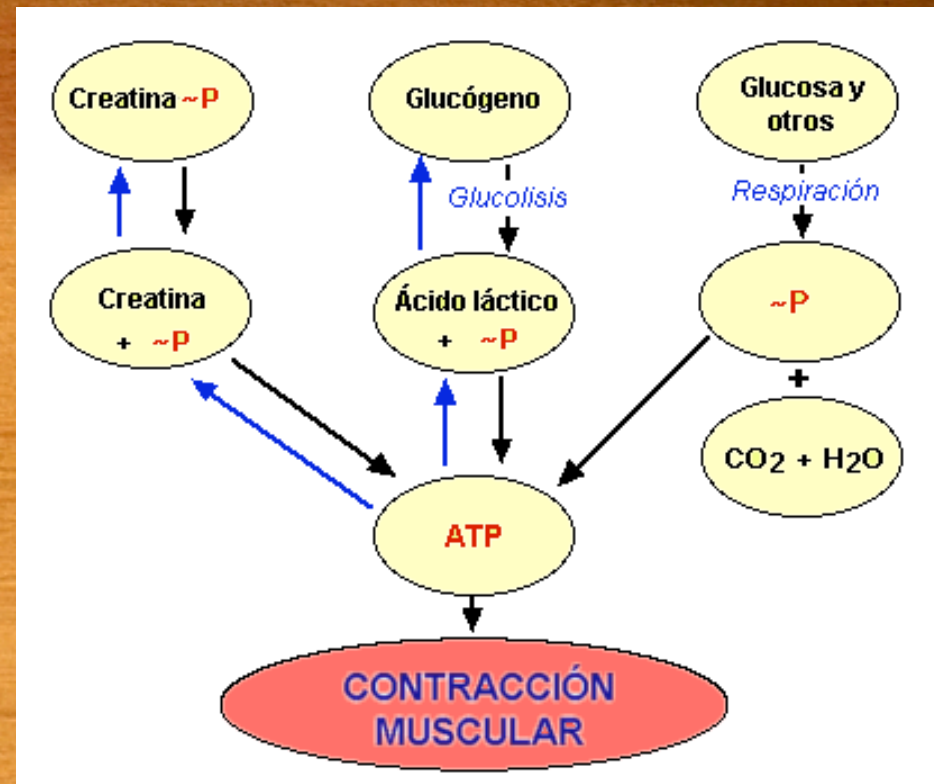 Creatina ~P
Glucógeno
Glucosa y
otros
Glucolisis
Respiración
Creatina
+ ~P
Ácido láctico
+ ~P
~P
+
CO2 + H2O
ATP
CONTRACCIÓN
MUSCULAR